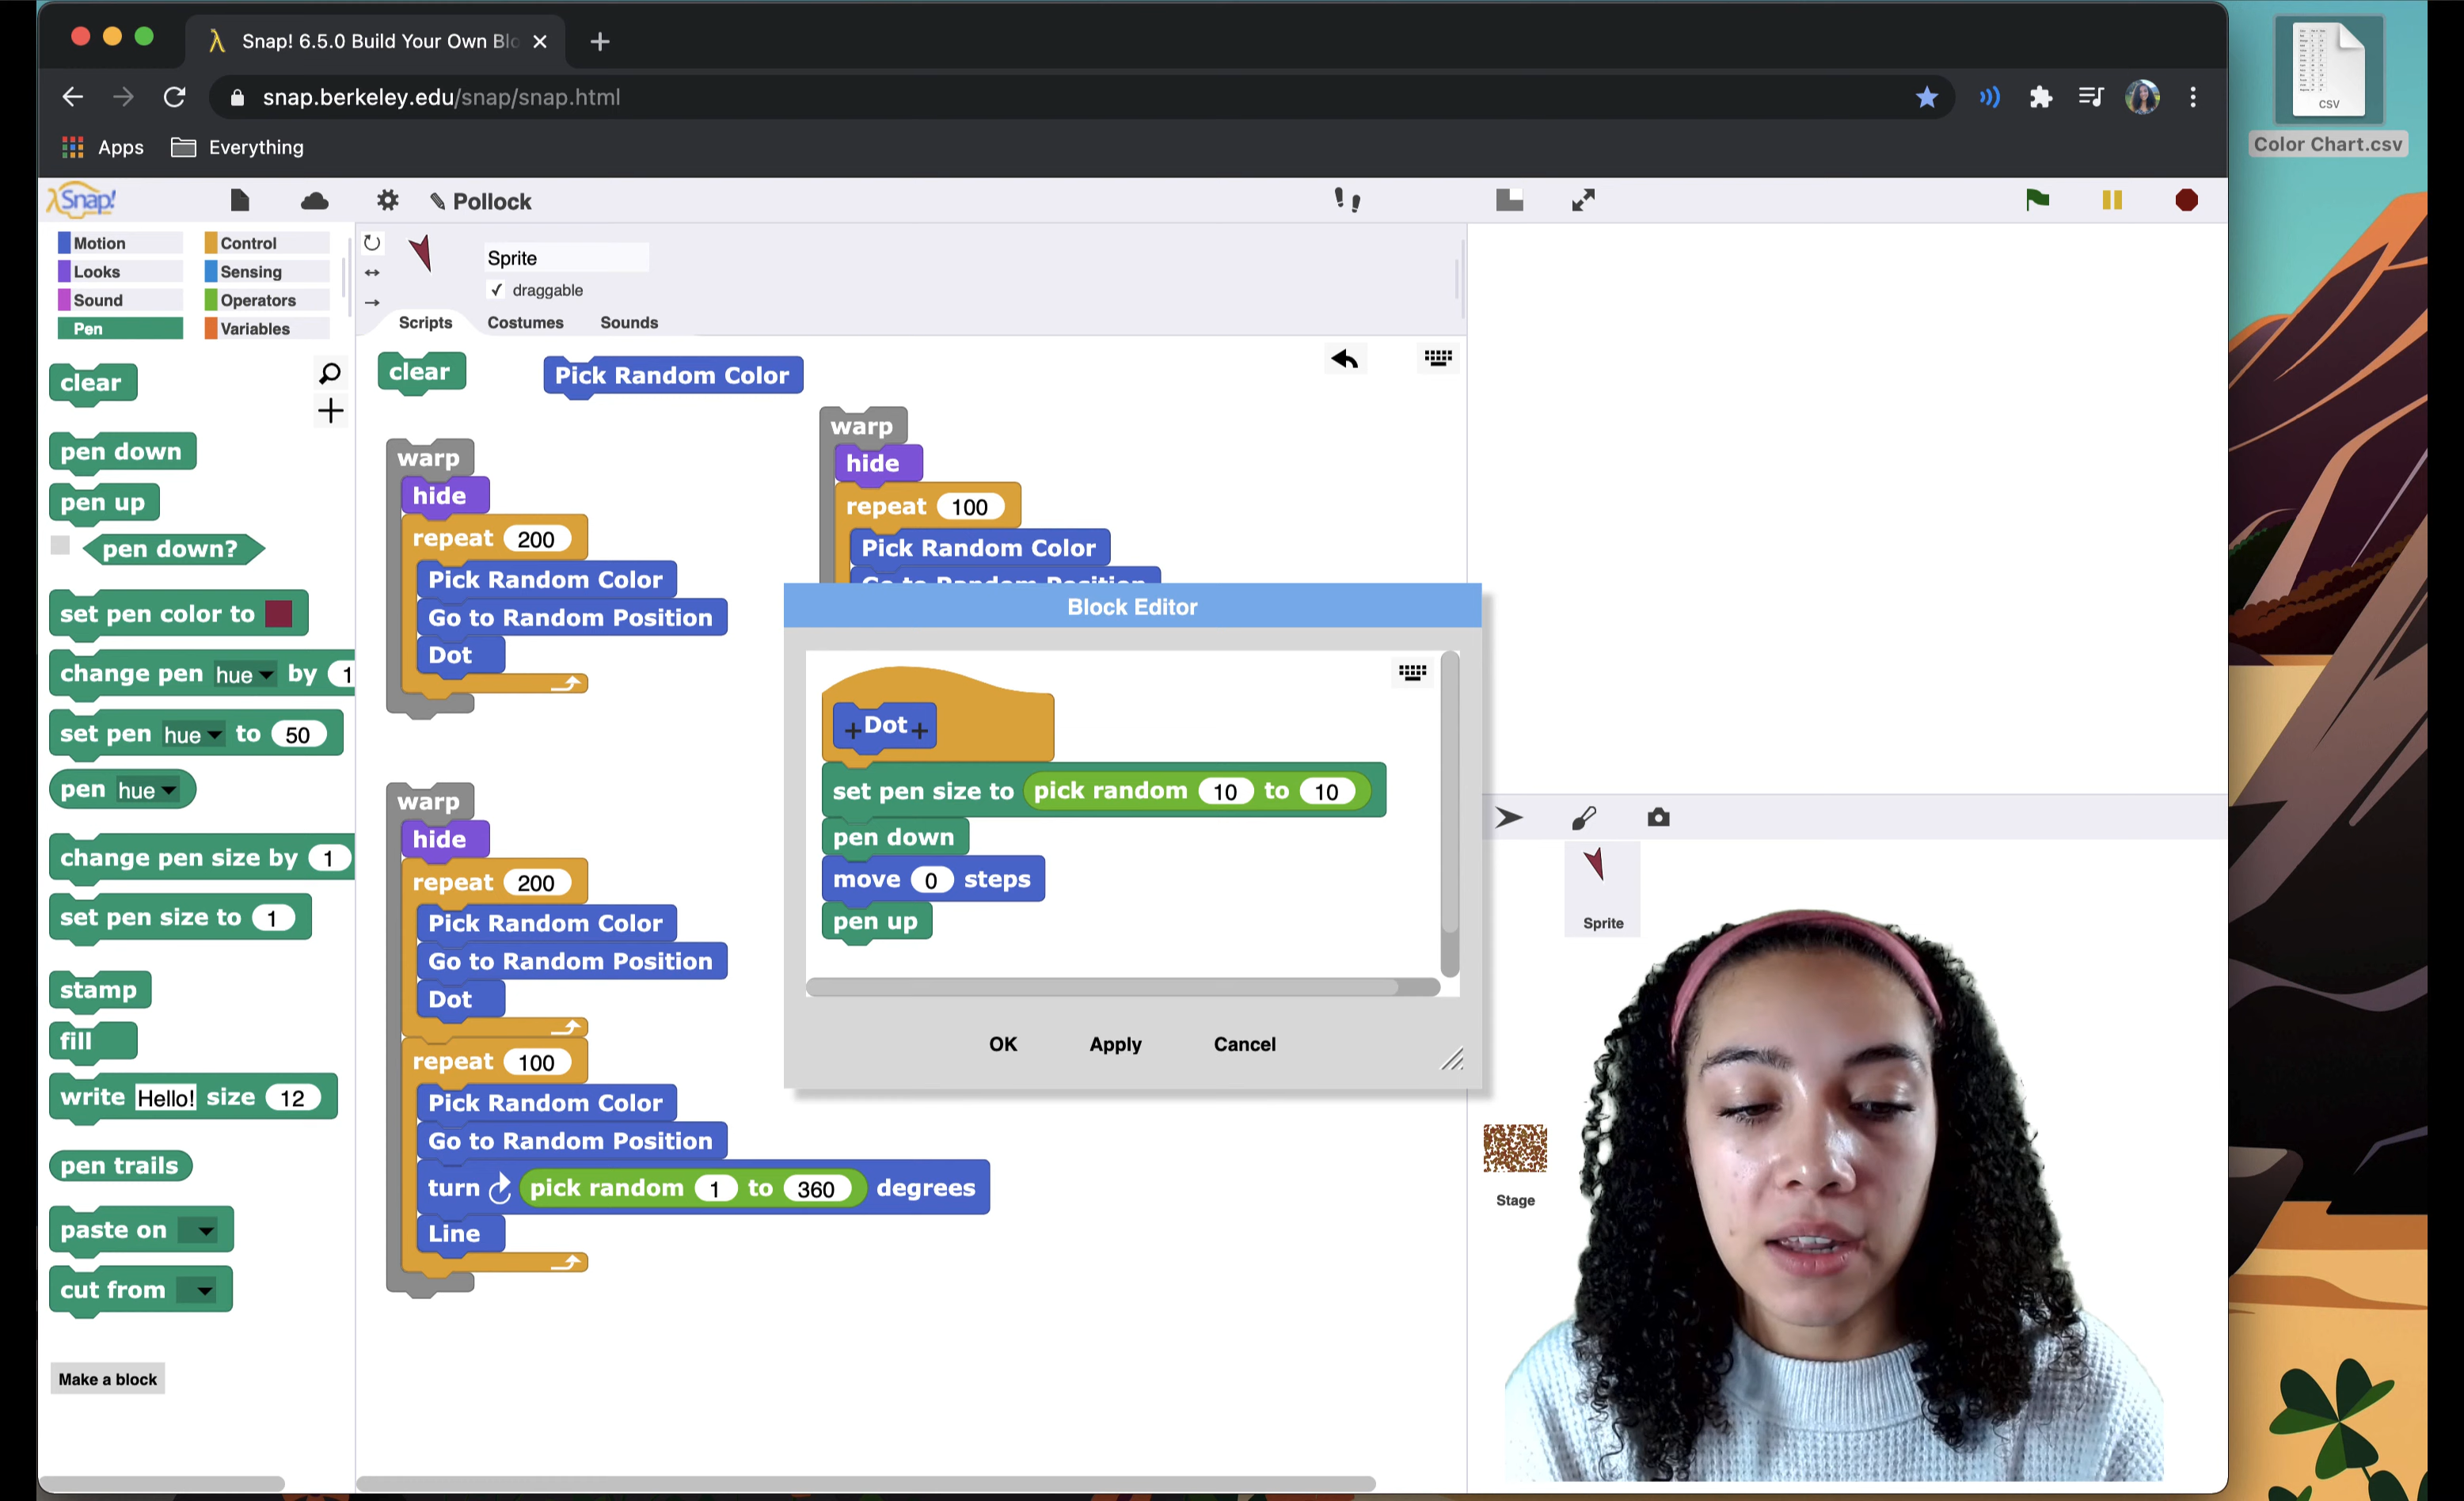 Snap! 6.5.0 Build Your Own Blo
snap.berkeley.edu/snap/snap.html
Apps
Everything
CSV
Color Chart.csv
λSnap!
Pollock
Motion
Control
Looks
Sensing
Sound
Operators
Pen
Variables
Sprite
draggable
Scripts
Costumes
Sounds
clear
pen down
pen up
pen down?
set pen color to
change pen hue by 1
set pen hue to 50
pen hue
change pen size by 1
set pen size to 1
stamp
fill
write Hello! size 12
pen trails
paste on
cut from
Make a block
clear
Pick Random Color
warp
hide
repeat 200
Pick Random Color
Go to Random Position
Dot
warp
hide
repeat 100
Pick Random Color
Go to Random Position
warp
hide
repeat 200
Pick Random Color
Go to Random Position
Dot
repeat 100
Pick Random Color
Go to Random Position
turn pick random 1 to 360 degrees
Line
Block Editor
+Dot+
set pen size to pick random 10 to 10
pen down
move 0 steps
pen up
OK
Apply
Cancel
Sprite
Stage